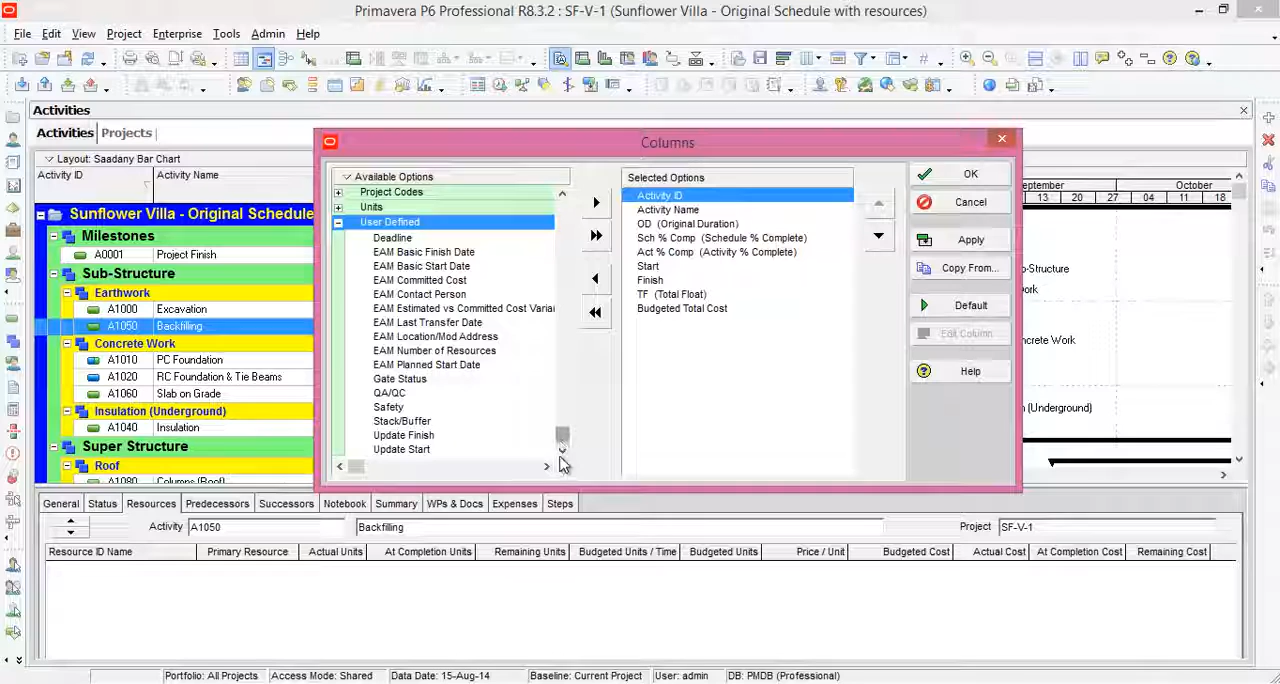 Primavera P6 Professional R8.3.2 : SF-V-1 (Sunflower Villa - Original Schedule with resources)
File Edit View Project Enterprise Tools Admin Help
Activities
Activities Projects
Layout: Saadany Bar Chart
Activity ID Activity Name
Sunflower Villa - Original Schedule
Milestones
A0001 Project Finish
Sub-Structure
Earthwork
A1000 Excavation
A1050 Backfilling
Concrete Work
A1010 PC Foundation
A1020 RC Foundation & Tie Beams
A1060 Slab on Grade
Insulation (Underground)
A1040 Insulation
Super Structure
Roof
A1080 Columns (Roof)
Columns
Available Options
Project Codes
Units
User Defined
Deadline
EAM Basic Finish Date
EAM Basic Start Date
EAM Committed Cost
EAM Contact Person
EAM Estimated vs Committed Cost Varian
EAM Last Transfer Date
EAM Location/Mod Address
EAM Number of Resources
EAM Planned Start Date
Gate Status
QA/QC
Safety
Stack/Buffer
Update Finish
Update Start
Selected Options
Activity ID
Activity Name
OD (Original Duration)
Sch % Comp (Schedule % Complete)
Act % Comp (Activity % Complete)
Start
Finish
TF (Total Float)
Budgeted Total Cost
OK
Cancel
Apply
Copy From...
Default
Edit Column
Help
eptember October
13 20 27 04 11 18
b-Structure
ork
ncrete Work
(Underground)
General Status Resources Predecessors Successors Notebook Summary WPs & Docs Expenses Steps
Activity A1050 Backfilling Project SF-V-1
Resource ID Name Primary Resource Actual Units At Completion Units Remaining Units Budgeted Units / Time Budgeted Units Price / Unit Budgeted Cost Actual Cost At Completion Cost Remaining Cost
Portfolio: All Projects Access Mode: Shared Data Date: 15-Aug-14 Baseline: Current Project User: admin DB: PMDB (Professional)